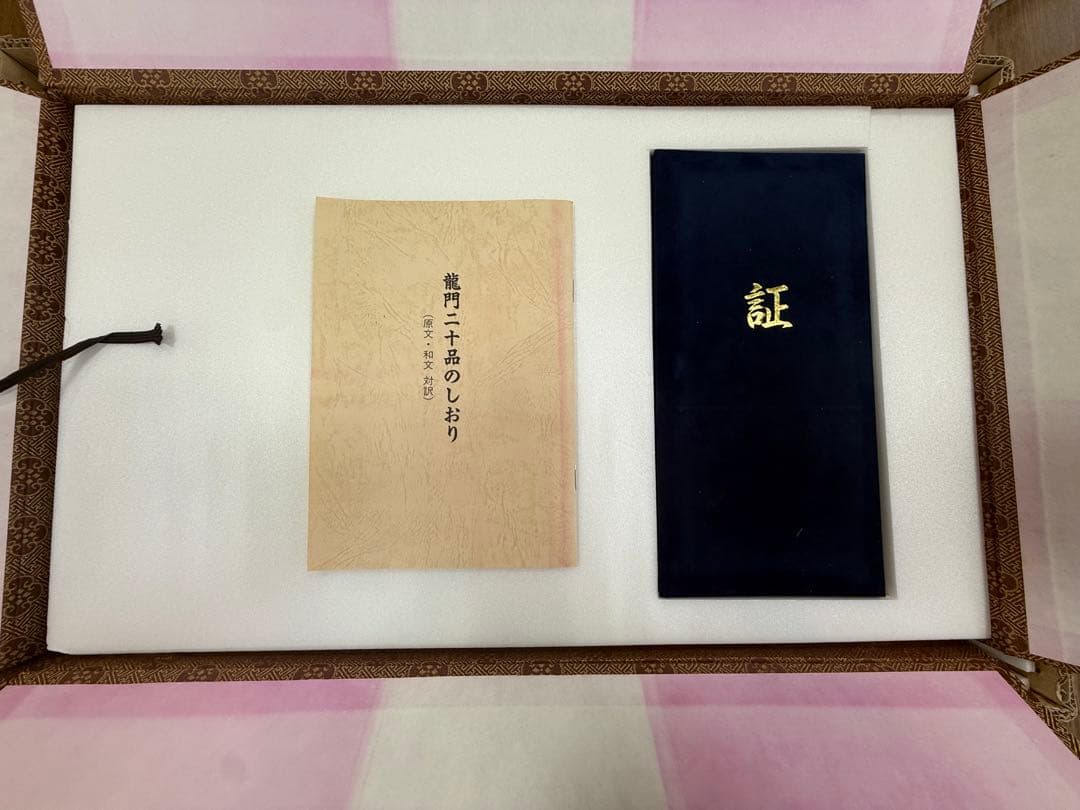 龍門二十品のしおり
(原文・和文 対訳)
証